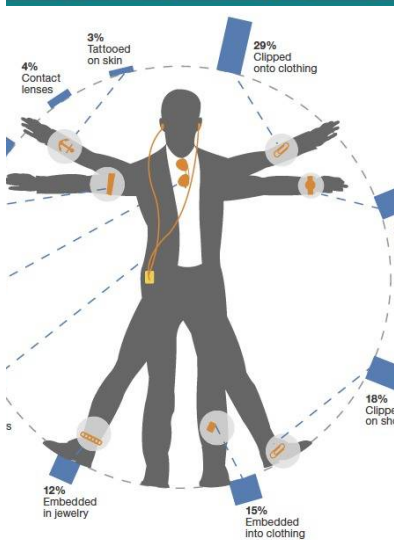 3%
Tattooed
on skin
4%
Contact
lenses
29%
Clipped
onto clothing
18%
on
12%
Embedded
in jewelry
15%
Embedded
into clothing